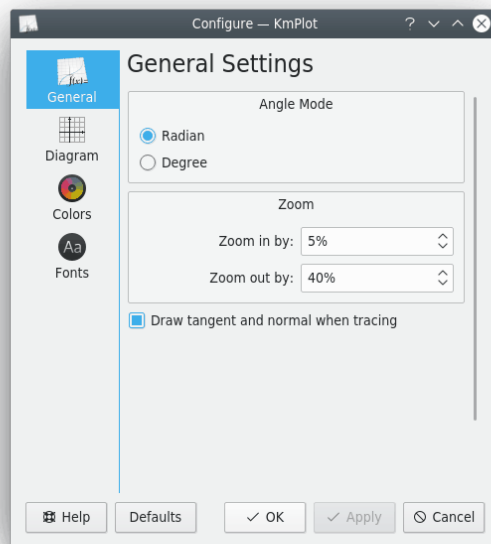 Configure — KmPlot
General Settings
General
Diagram
Colors
Aa
Fonts
Angle Mode
Radian
Degree
Zoom
Zoom in by: 5%
Zoom out by: 40%
Draw tangent and normal when tracing
Help Defaults OK Apply Cancel